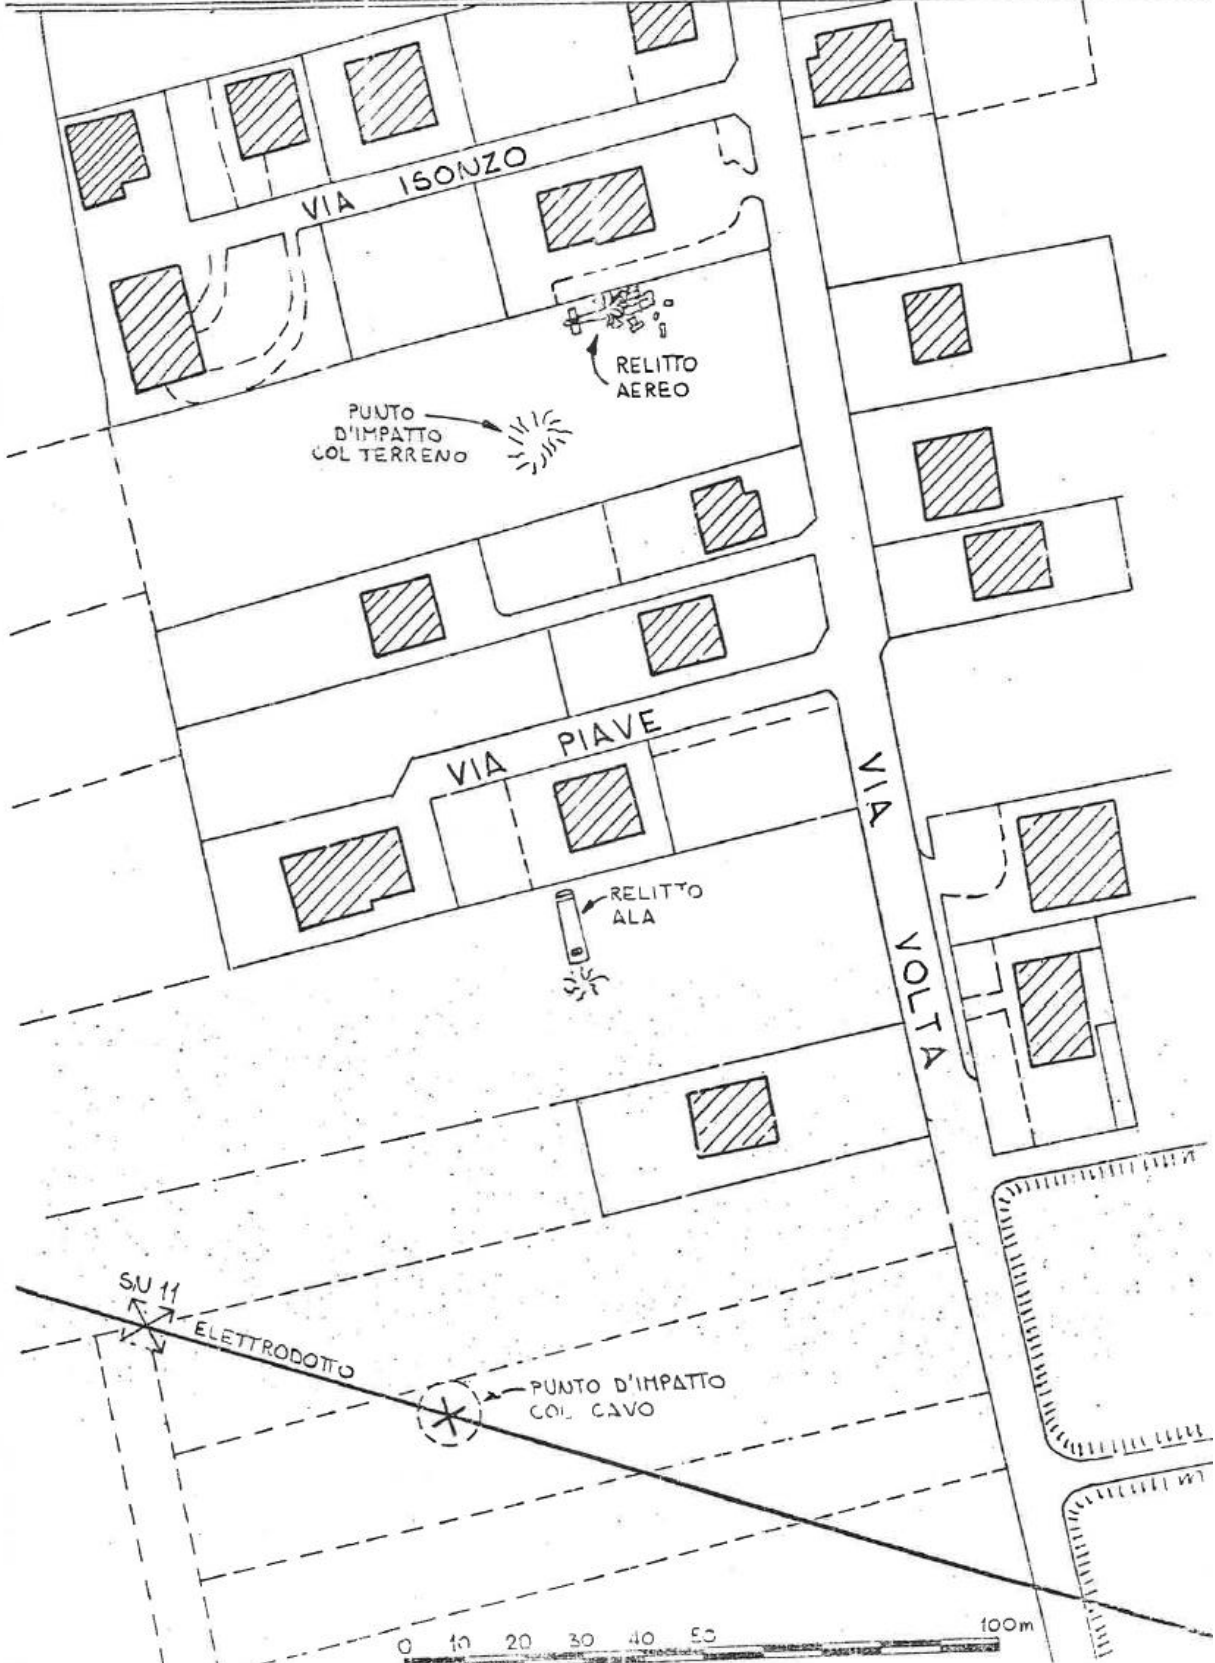 VIA ISONZO
RELITTO
AEREO
PUNTO
D'IMPATTO
COL TERRENO
VIA PIAVE
VIA VOLTA
RELITTO
ALA
S.U 11
ELETTRODOTTO
PUNTO D'IMPATTO
COL CAVO
0 10 20 30 40 50 100m